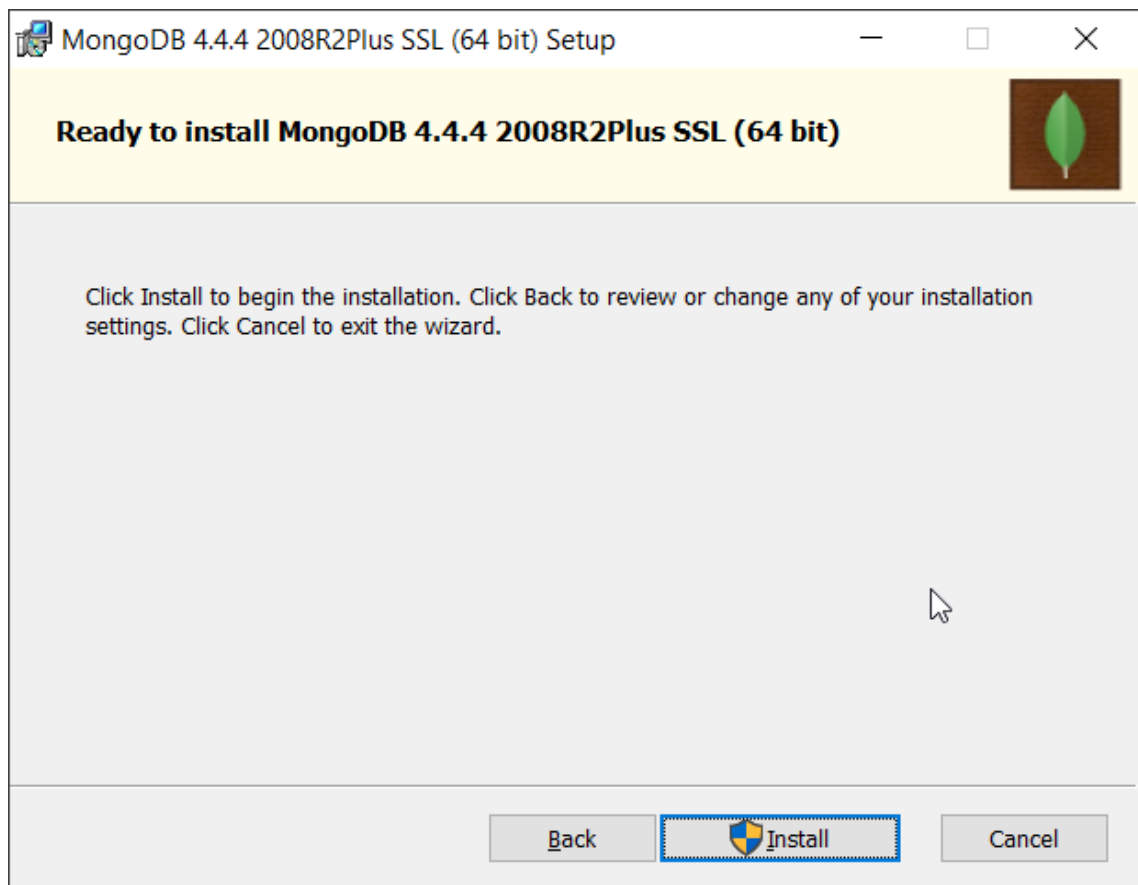 MongoDB 4.4.4 2008R2Plus SSL (64 bit) Setup
Ready to install MongoDB 4.4.4 2008R2Plus SSL (64 bit)
Click Install to begin the installation. Click Back to review or change any of your installation
settings. Click Cancel to exit the wizard.
Back Install Cancel